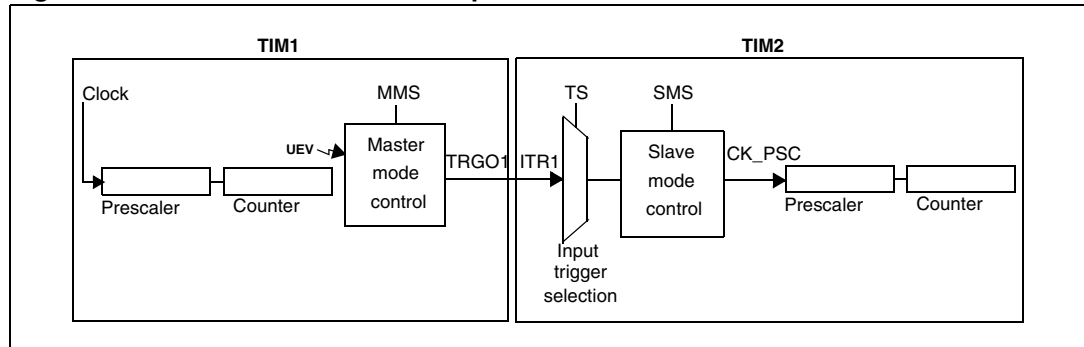 TIM1
TIM2
Clock
MMS
TS
SMS
UEV
Master
mode
control
TRGO1
ITR1
Slave
mode
control
CK_PSC
Prescaler
Counter
Prescaler
Counter
Input
trigger
selection